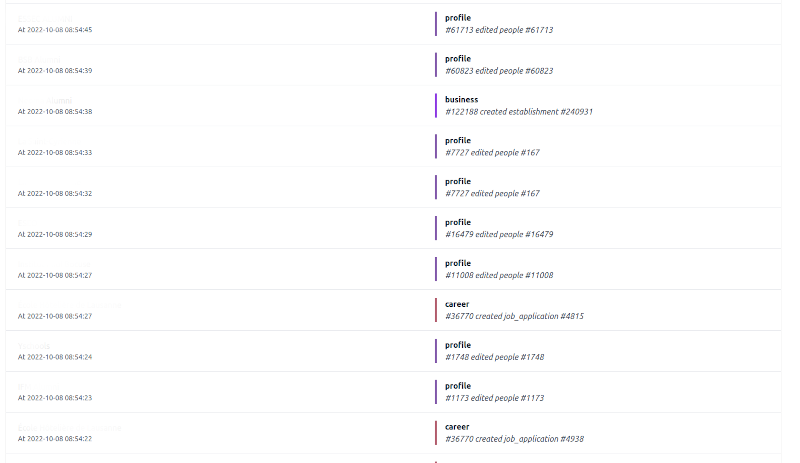 profile
At 2022-10-08 08:54:45
#61713 edited people #61713
profile
At 2022-10-08 08:54:39
#60823 edited people #60823
business
At 2022-10-08 08:54:38
#122188 created establishment #240931
profile
At 2022-10-08 08:54:33
#7727 edited people #167
profile
At 2022-10-08 08:54:32
#7727 edited people #167
profile
At 2022-10-08 08:54:29
#16479 edited people #16479
profile
At 2022-10-08 08:54:27
#11008 edited people #11008
career
At 2022-10-08 08:54:27
#36770 created job_application #4815
profile
At 2022-10-08 08:54:24
#1748 edited people #1748
profile
At 2022-10-08 08:54:23
#1173 edited people #1173
career
At 2022-10-08 08:54:22
#36770 created job_application #4938